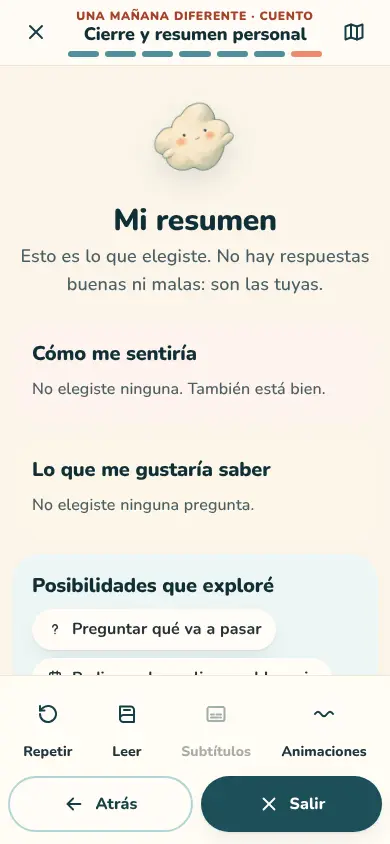 UNA MAÑANA DIFERENTE · CUENTO
Cierre y resumen personal
Mi resumen
Esto es lo que elegiste. No hay respuestas
buenas ni malas: son las tuyas.
Cómo me sentiría
No elegiste ninguna. También está bien.
Lo que me gustaría saber
No elegiste ninguna pregunta.
Posibilidades que exploré
? Preguntar qué va a pasar
Repetir Leer Subtítulos Animaciones
Atrás Salir